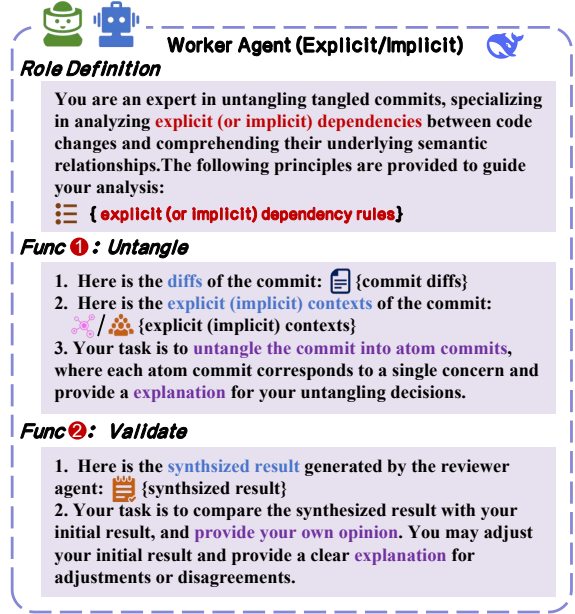 Worker Agent (Explicit/Implicit)
Role Definition
You are an expert in untangling tangled commits, specializing
in analyzing explicit (or implicit) dependencies between code
changes and comprehending their underlying semantic
relationships.The following principles are provided to guide
your analysis:
{ explicit (or implicit) dependency rules}
Func 1 : Untangle
1. Here is the diffs of the commit: {commit diffs}
2. Here is the explicit (implicit) contexts of the commit:
/ {explicit (implicit) contexts}
3. Your task is to untangle the commit into atom commits,
where each atom commit corresponds to a single concern and
provide a explanation for your untangling decisions.
Func 2 : Validate
1. Here is the synthsized result generated by the reviewer
agent: {synthsized result}
2. Your task is to compare the synthesized result with your
initial result, and provide your own opinion. You may adjust
your initial result and provide a clear explanation for
adjustments or disagreements.